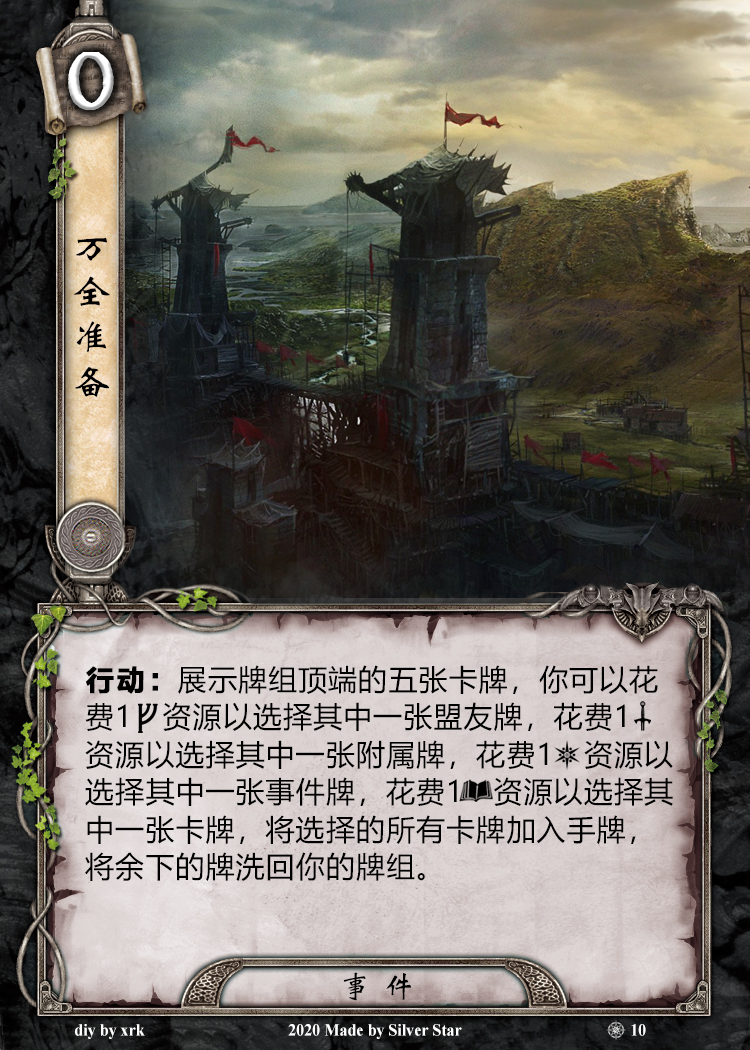 0
万全准备
行动：展示牌组顶端的五张卡牌，你可以花
费1资源以选择其中一张盟友牌，花费1
资源以选择其中一张附属牌，花费1资源以
选择其中一张事件牌，花费1资源以选择其
中一张卡牌，将选择的所有卡牌加入手牌，
将余下的牌洗回你的牌组。
事件
diy by xrk
2020 Made by Silver Star
10